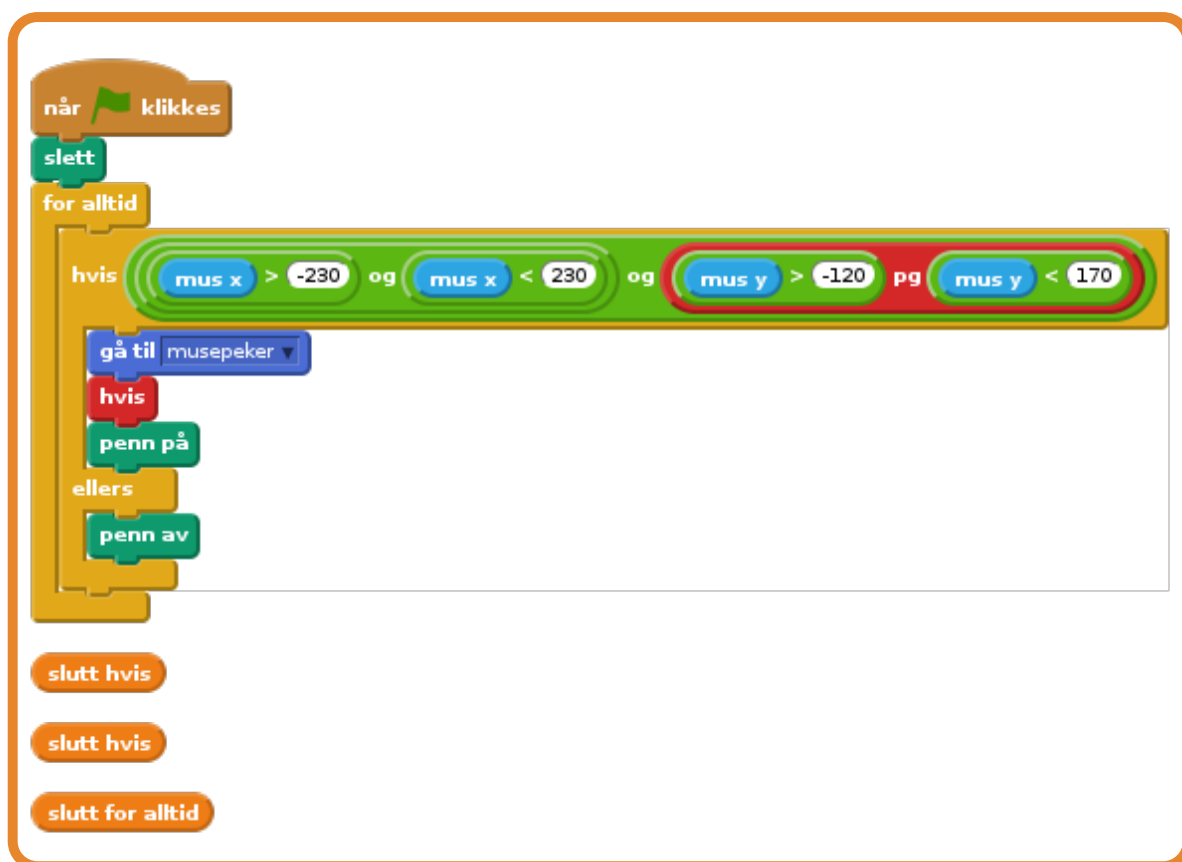 når klikkes
slett
for alltid
hvis mus x > -230 og mus x < 230 og mus y > -120 pg mus y < 170
gå til musepeker
hvis
penn på
ellers
penn av
slutt hvis
slutt hvis
slutt for alltid